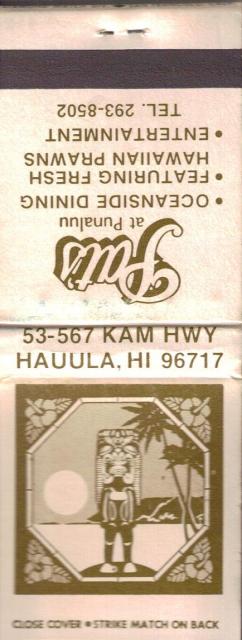 Pat's
at Punaluu
• OCEANSIDE DINING
• FEATURING FRESH
HAWAIIAN PRAWNS
• ENTERTAINMENT
TEL. 293-8502
53-567 KAM HWY
HAUULA, HI 96717
CLOSE COVER • STRIKE MATCH ON BACK